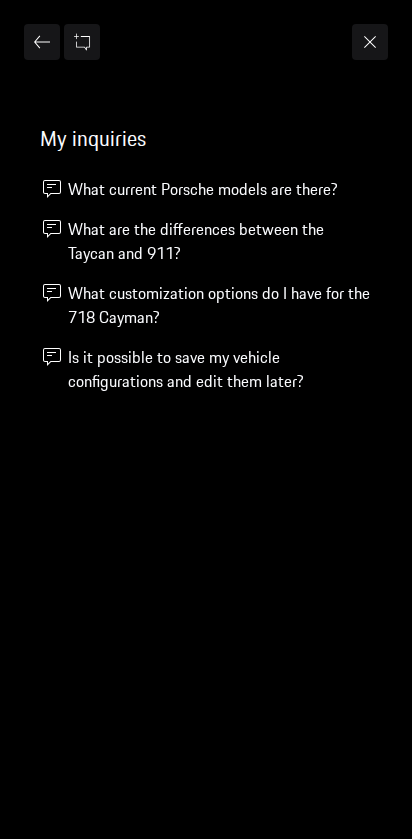 My inquiries
What current Porsche models are there?
What are the differences between the
Taycan and 911?
What customization options do I have for the
718 Cayman?
Is it possible to save my vehicle
configurations and edit them later?